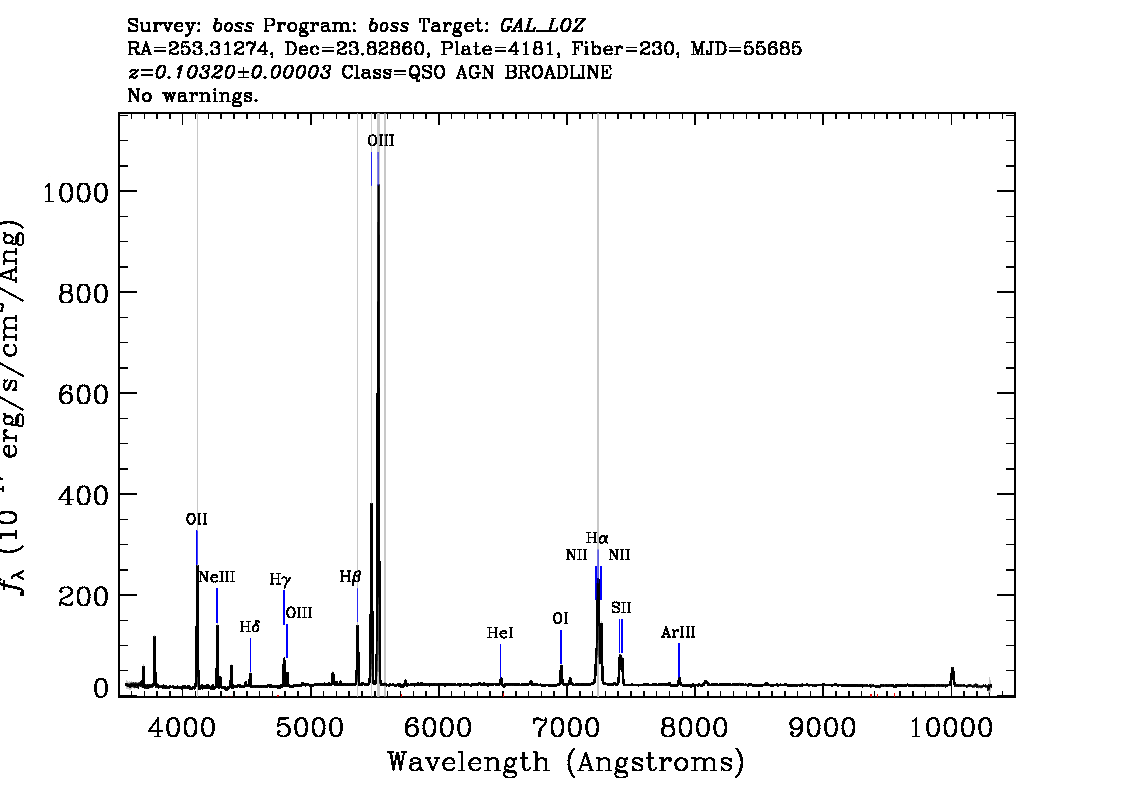 Survey: boss Program: boss Target: GAL_LOZ
RA=253.31274, Dec=23.82860, Plate=4181, Fiber=230, MJD=55685
z=0.10320±0.00003 Class=QSO AGN BROADLINE
No warnings.
OIII
1000
800
600
400
200
0
OII
NeIII
Hδ
Hγ
OIII
Hβ
HeI
OI
NII
Hα
NII
SII
ArIII
4000 5000 6000 7000 8000 9000 10000
Wavelength (Angstroms)
fλ (10 erg/s/cm²/Ang)